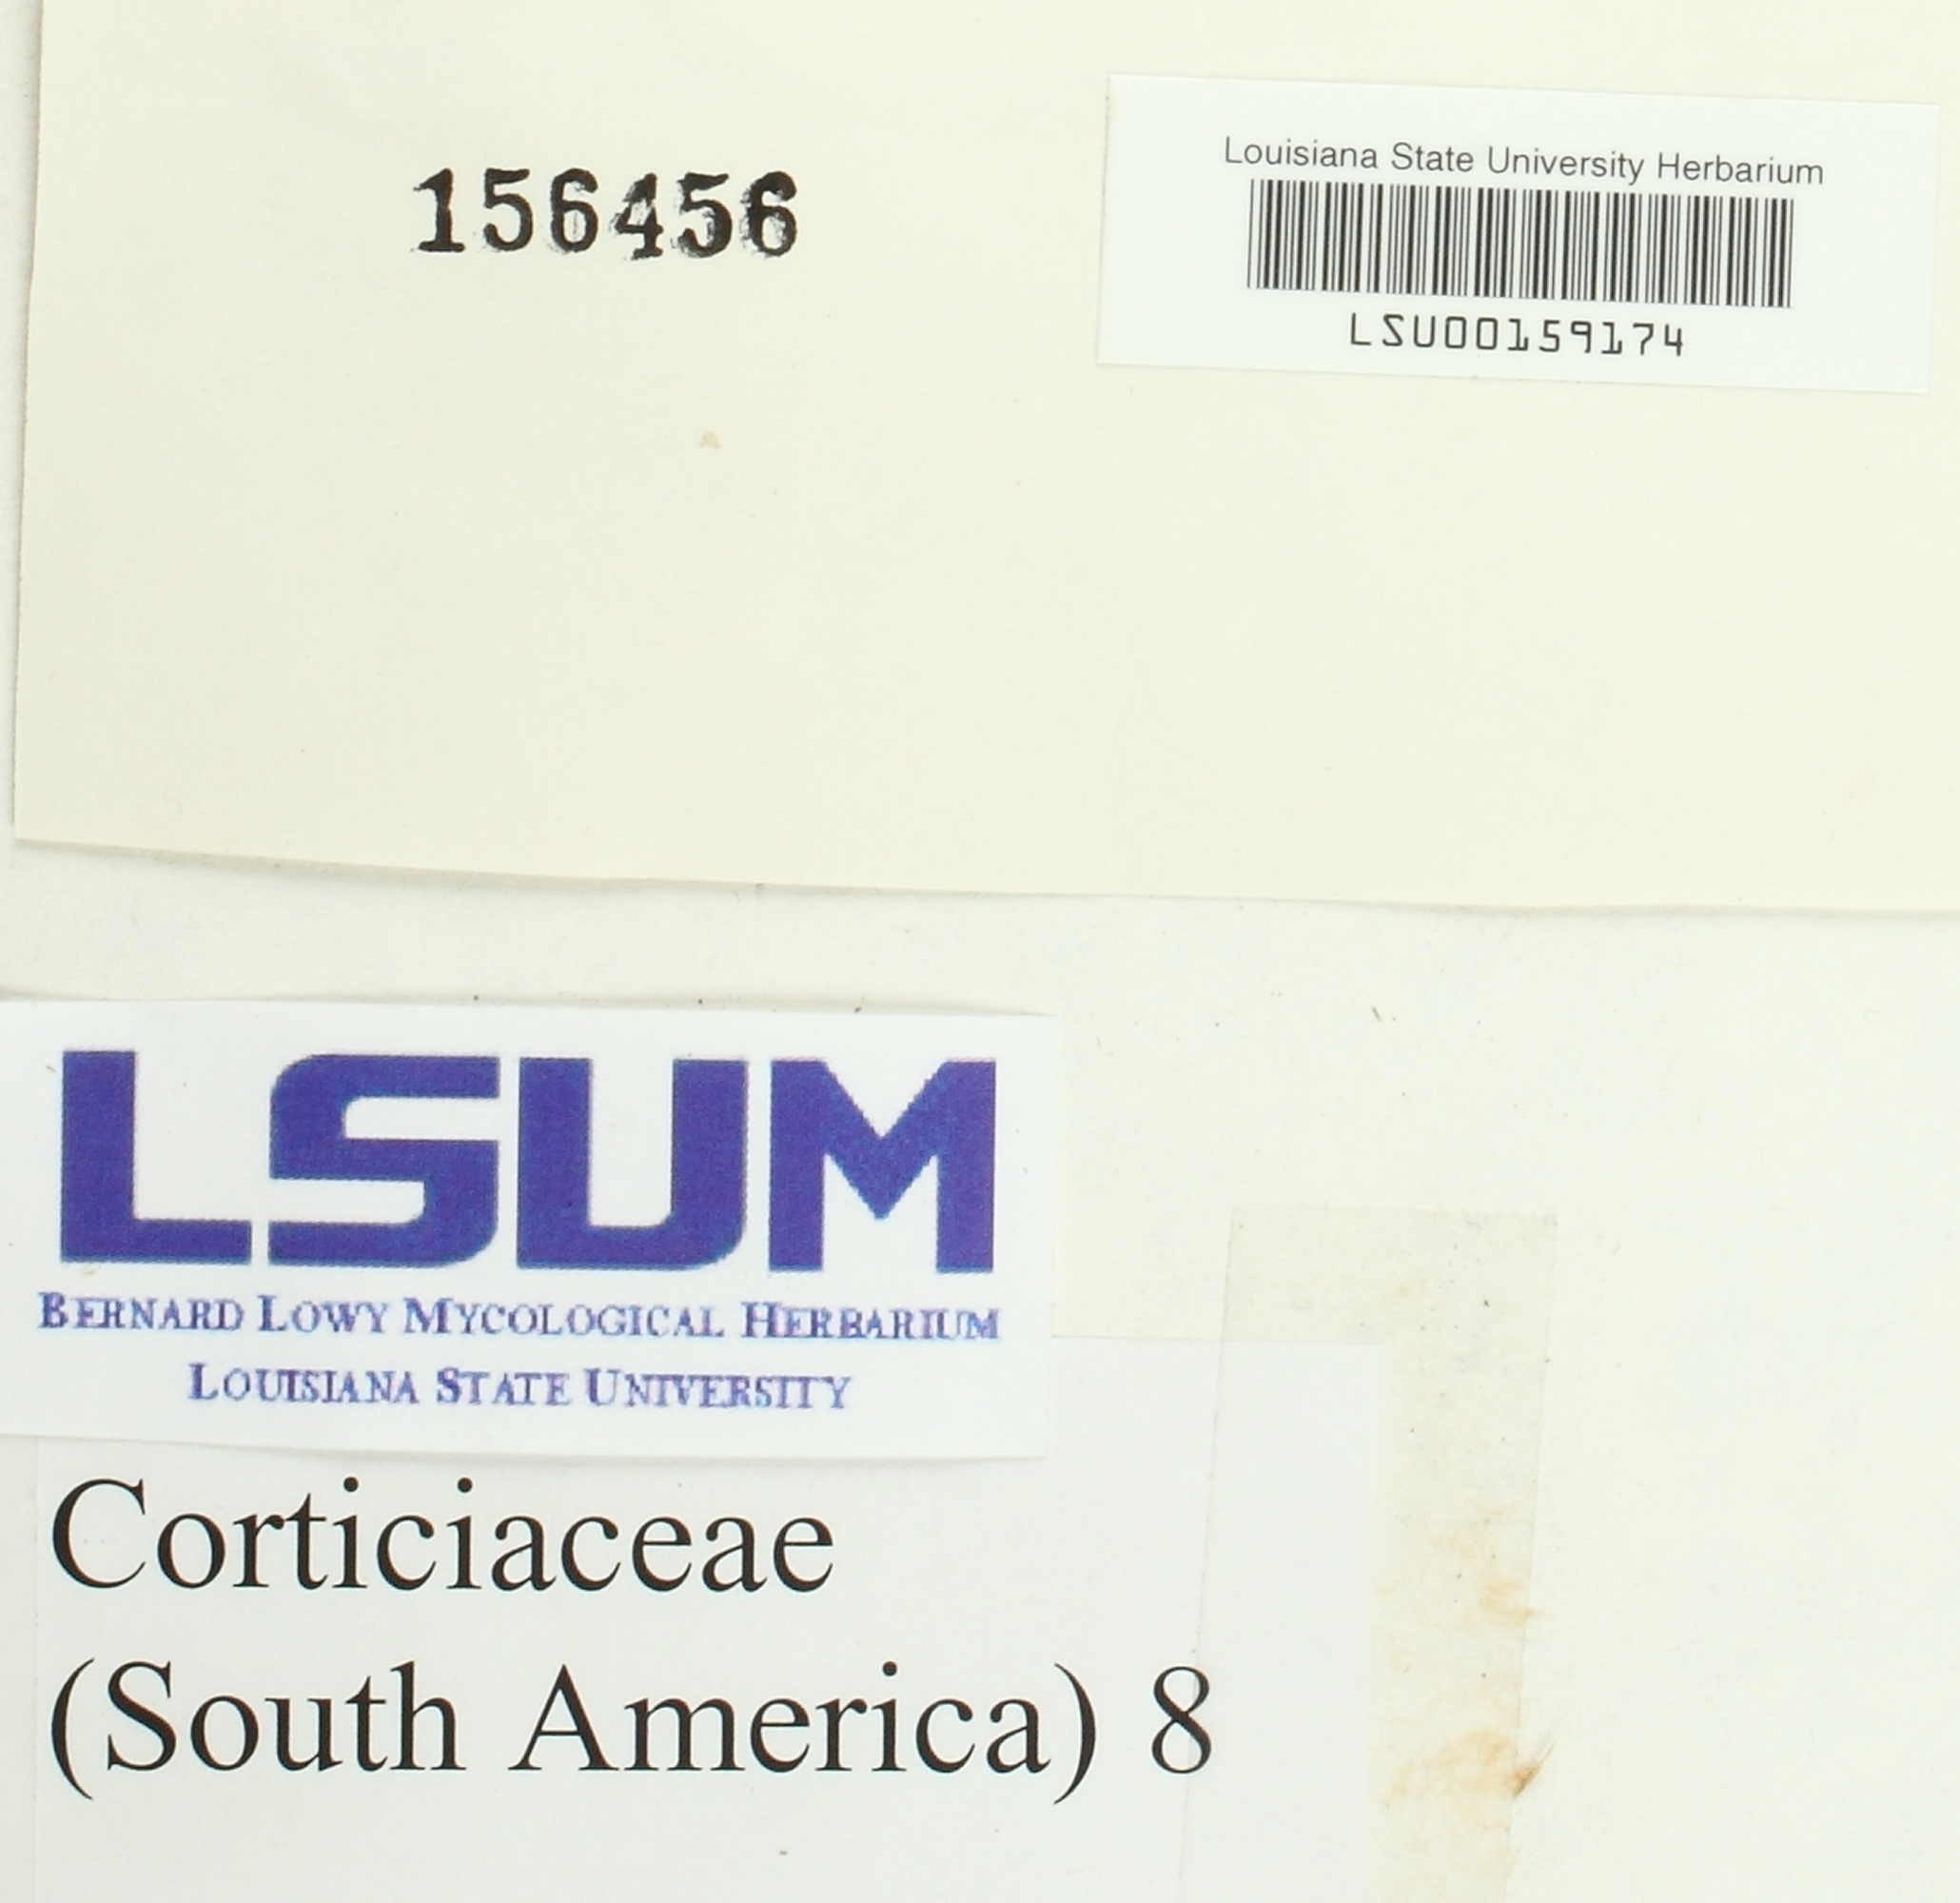 156456
Louisiana State University Herbarium
LSU00159174
LSUM
BERNARD LOWY MYCOLOGICAL HERBARIUM
LOUISIANA STATE UNIVERSITY
Corticiaceae
(South America) 8